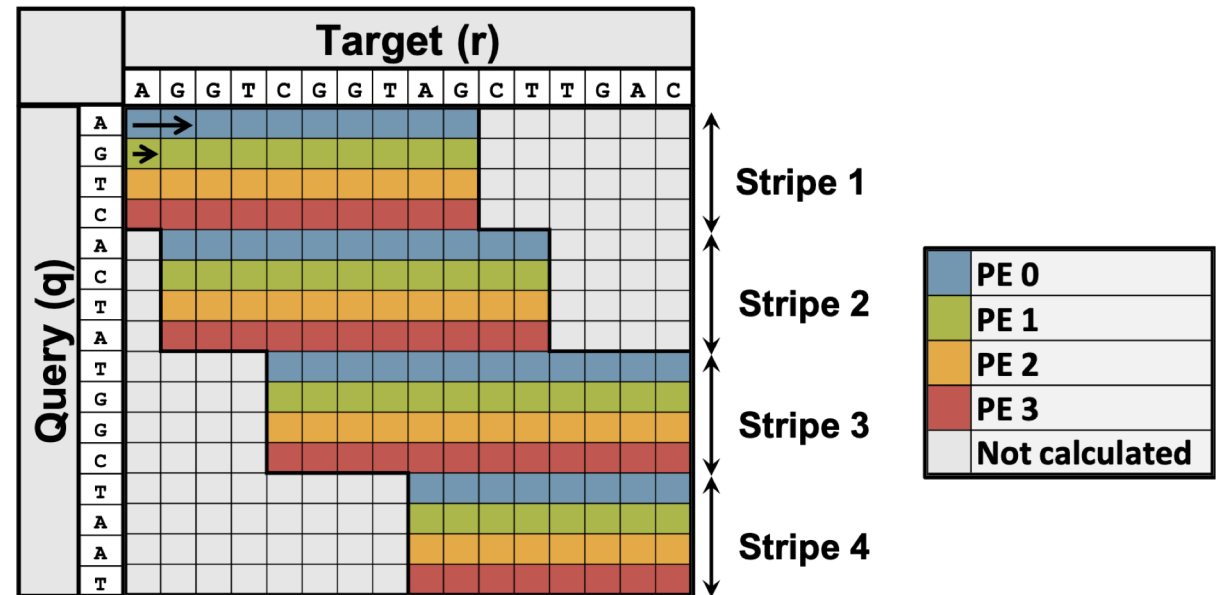 Target (r)
A G G T C G G T A G C T T G A C
Query (q)
A
G
T
C
A
C
T
A
T
G
G
C
T
A
A
T
Stripe 1
Stripe 2
Stripe 3
Stripe 4
PE 0
PE 1
PE 2
PE 3
Not calculated